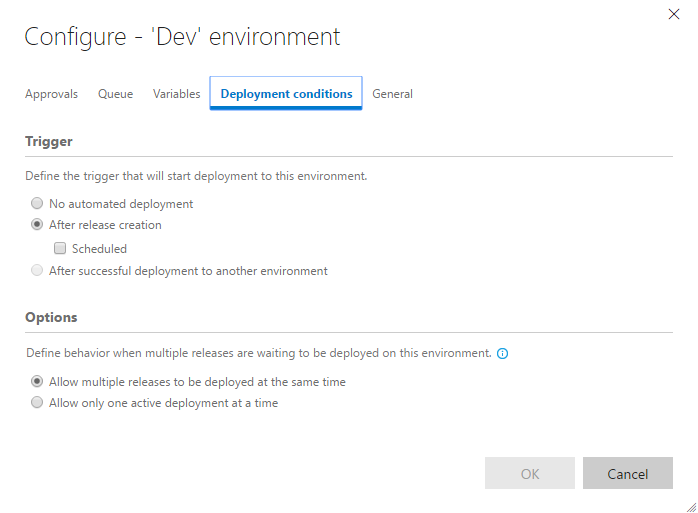 Configure - 'Dev' environment
Approvals Queue Variables Deployment conditions General
Trigger
Define the trigger that will start deployment to this environment.
No automated deployment
After release creation
Scheduled
After successful deployment to another environment
Options
Define behavior when multiple releases are waiting to be deployed on this environment.
Allow multiple releases to be deployed at the same time
Allow only one active deployment at a time
OK Cancel